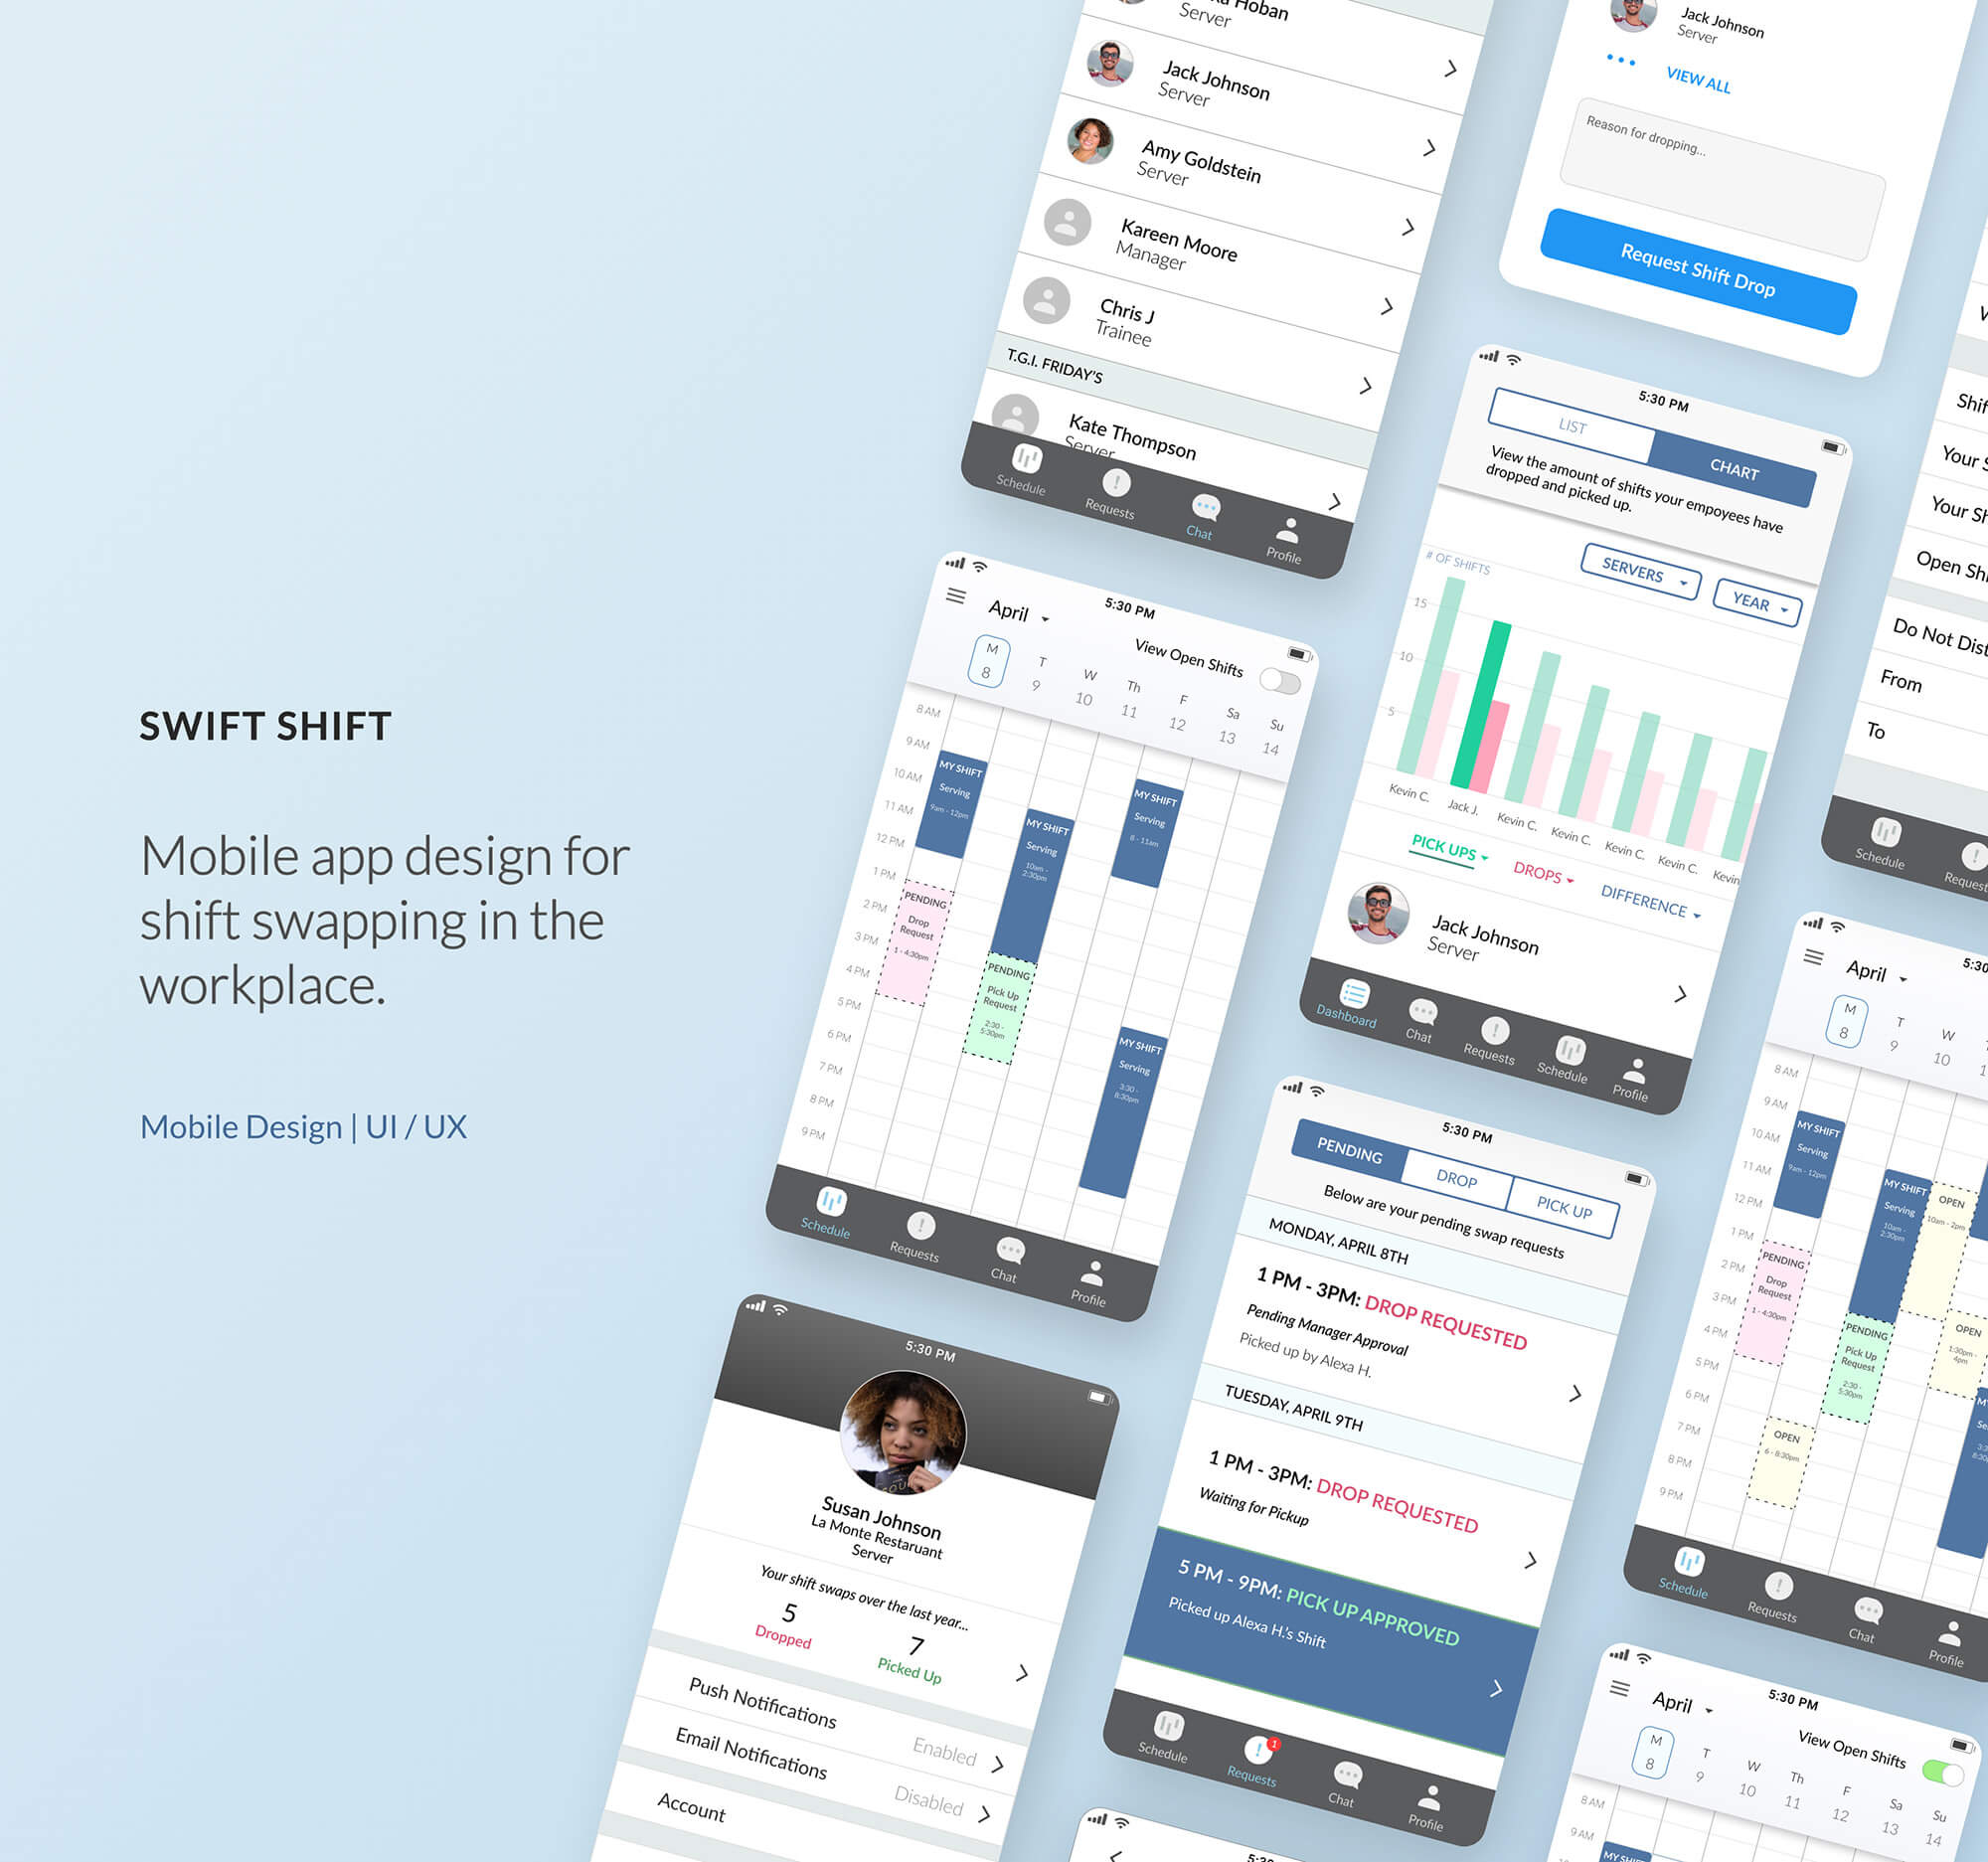 SWIFT SHIFT
Mobile app design for
shift swapping in the
workplace.
Mobile Design | UI / UX
Hoban
Server
Jack Johnson
Server
Amy Goldstein
Server
Kareen Moore
Manager
Chris J
Trainee
T.G.I. FRIDAY'S
Kate Thompson
Server
Schedule
Requests
Chat
Profile
Jack Johnson
Server
VIEW ALL
Reason for dropping...
Request Shift Drop
5:30 PM
LIST
CHART
View the amount of shifts your empoyees have
dropped and picked up.
# OF SHIFTS
SERVERS
YEAR
15
10
5
Kevin C.
Jack J.
Kevin C.
Kevin C.
Kevin C.
Kevin C.
Kevin
PICK UPS
DROPS
DIFFERENCE
Jack Johnson
Server
Dashboard
Chat
Requests
Schedule
Profile
Your
Your
Open
From
To
Schedule
5:30 PM
April
View Open Shifts
M
8
T
9
W
10
Th
11
F
12
Sa
13
Su
14
8 AM
9 AM
10 AM
11 AM
12 PM
1 PM
2 PM
3 PM
4 PM
5 PM
6 PM
7 PM
8 PM
9 PM
MY SHIFT
Serving
9am - 12pm
PENDING
Drop
Request
1 - 4:30pm
MY SHIFT
Serving
10am -
2:30pm
PENDING
Pick Up
Request
2:30 -
5:30pm
MY SHIFT
Serving
8 - 11am
MY SHIFT
Serving
3:30 -
8:30pm
Schedule
Requests
Chat
Profile
5:30 PM
PENDING
DROP
PICK UP
Below are your pending swap requests
MONDAY, APRIL 8TH
1 PM - 3PM: DROP REQUESTED
Pending Manager Approval
Picked up by Alexa H.
TUESDAY, APRIL 9TH
1 PM - 3PM: DROP REQUESTED
Waiting for Pickup
5 PM - 9PM: PICK UP APPROVED
Picked up Alexa H.'s Shift
Schedule
1
Requests
Chat
Profile
5:30 PM
Susan Johnson
La Monte Restaruant
Server
Your shift swaps over the last year...
5
Dropped
7
Picked Up
Push Notifications
Enabled
Email Notifications
Disabled
Account
April
M
8
T
9
W
10
8 AM
9 AM
10 AM
11 AM
12 PM
1 PM
2 PM
3 PM
4 PM
5 PM
6 PM
7 PM
8 PM
9 PM
MY SHIFT
Serving
9am - 12pm
PENDING
Drop
Request
1 - 4:30pm
OPEN
6 - 8:30pm
MY SHIFT
Serving
10am -
2:30pm
PENDING
Pick Up
Request
2:30 -
5:30pm
OPEN
10am - 2pm
OPEN
1:30pm -
4pm
Schedule
Requests
Chat
Profile
5:30 PM
April
View Open Shifts
M
8
T
9
W
10
Th
11
F
12
Sa
13
Su
14
8 AM
9 AM
MY SHIFT